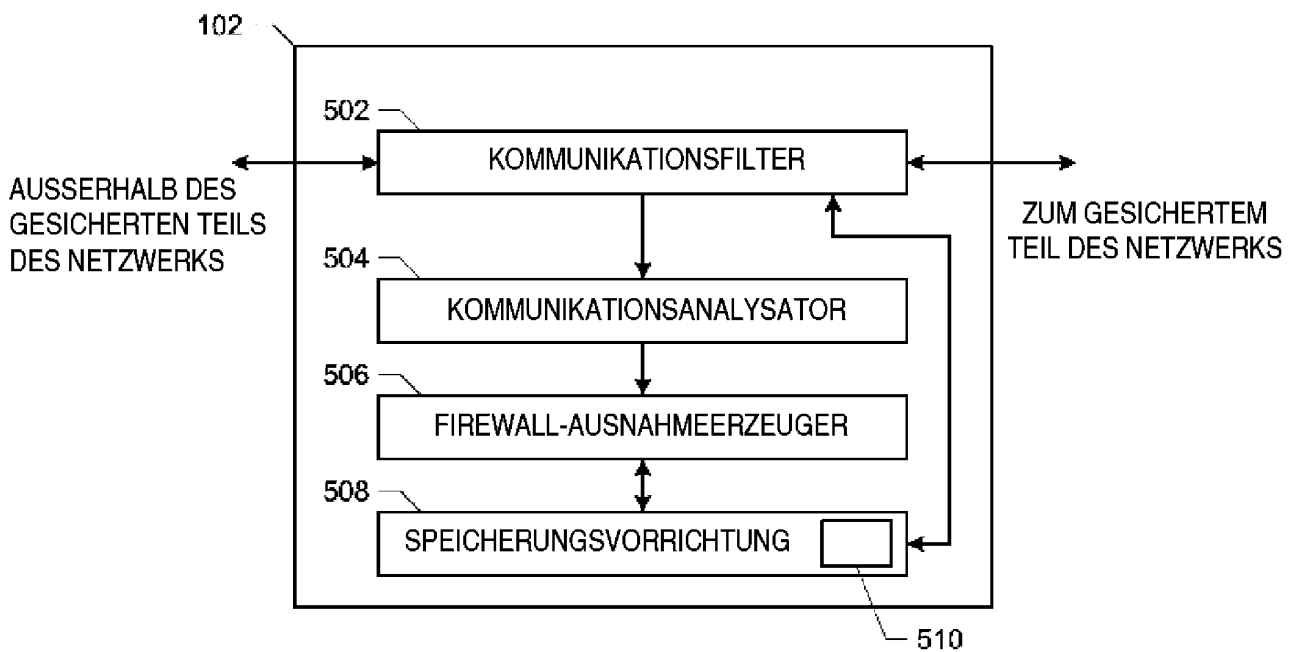 102
502
KOMMUNIKATIONSFILTER
AUSSERHALB DES
GESICHERTEN TEILS
DES NETZWERKS
ZUM GESICHERTEM
TEIL DES NETZWERKS
504
KOMMUNIKATIONSANALYSATOR
506
FIREWALL-AUSNAHMEERZEUGER
508
SPEICHERUNGSVORRICHTUNG
510